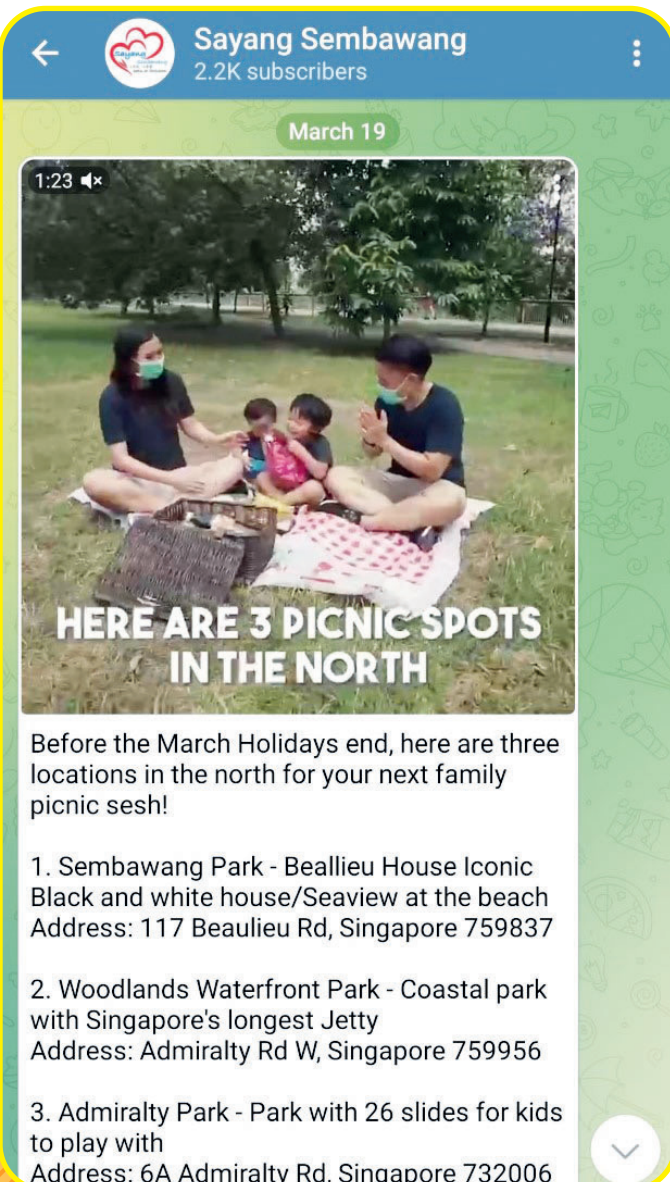 Sayang Sembawang
2.2K subscribers
March 19
1:23
HERE ARE 3 PICNIC SPOTS
IN THE NORTH
Before the March Holidays end, here are three
locations in the north for your next family
picnic sesh!
1. Sembawang Park - Beallieu House Iconic
Black and white house/Seaview at the beach
Address: 117 Beaulieu Rd, Singapore 759837
2. Woodlands Waterfront Park - Coastal park
with Singapore's longest Jetty
Address: Admiralty Rd W, Singapore 759956
3. Admiralty Park - Park with 26 slides for kids
to play with
Address: 6A Admiralty Rd, Singapore 732006